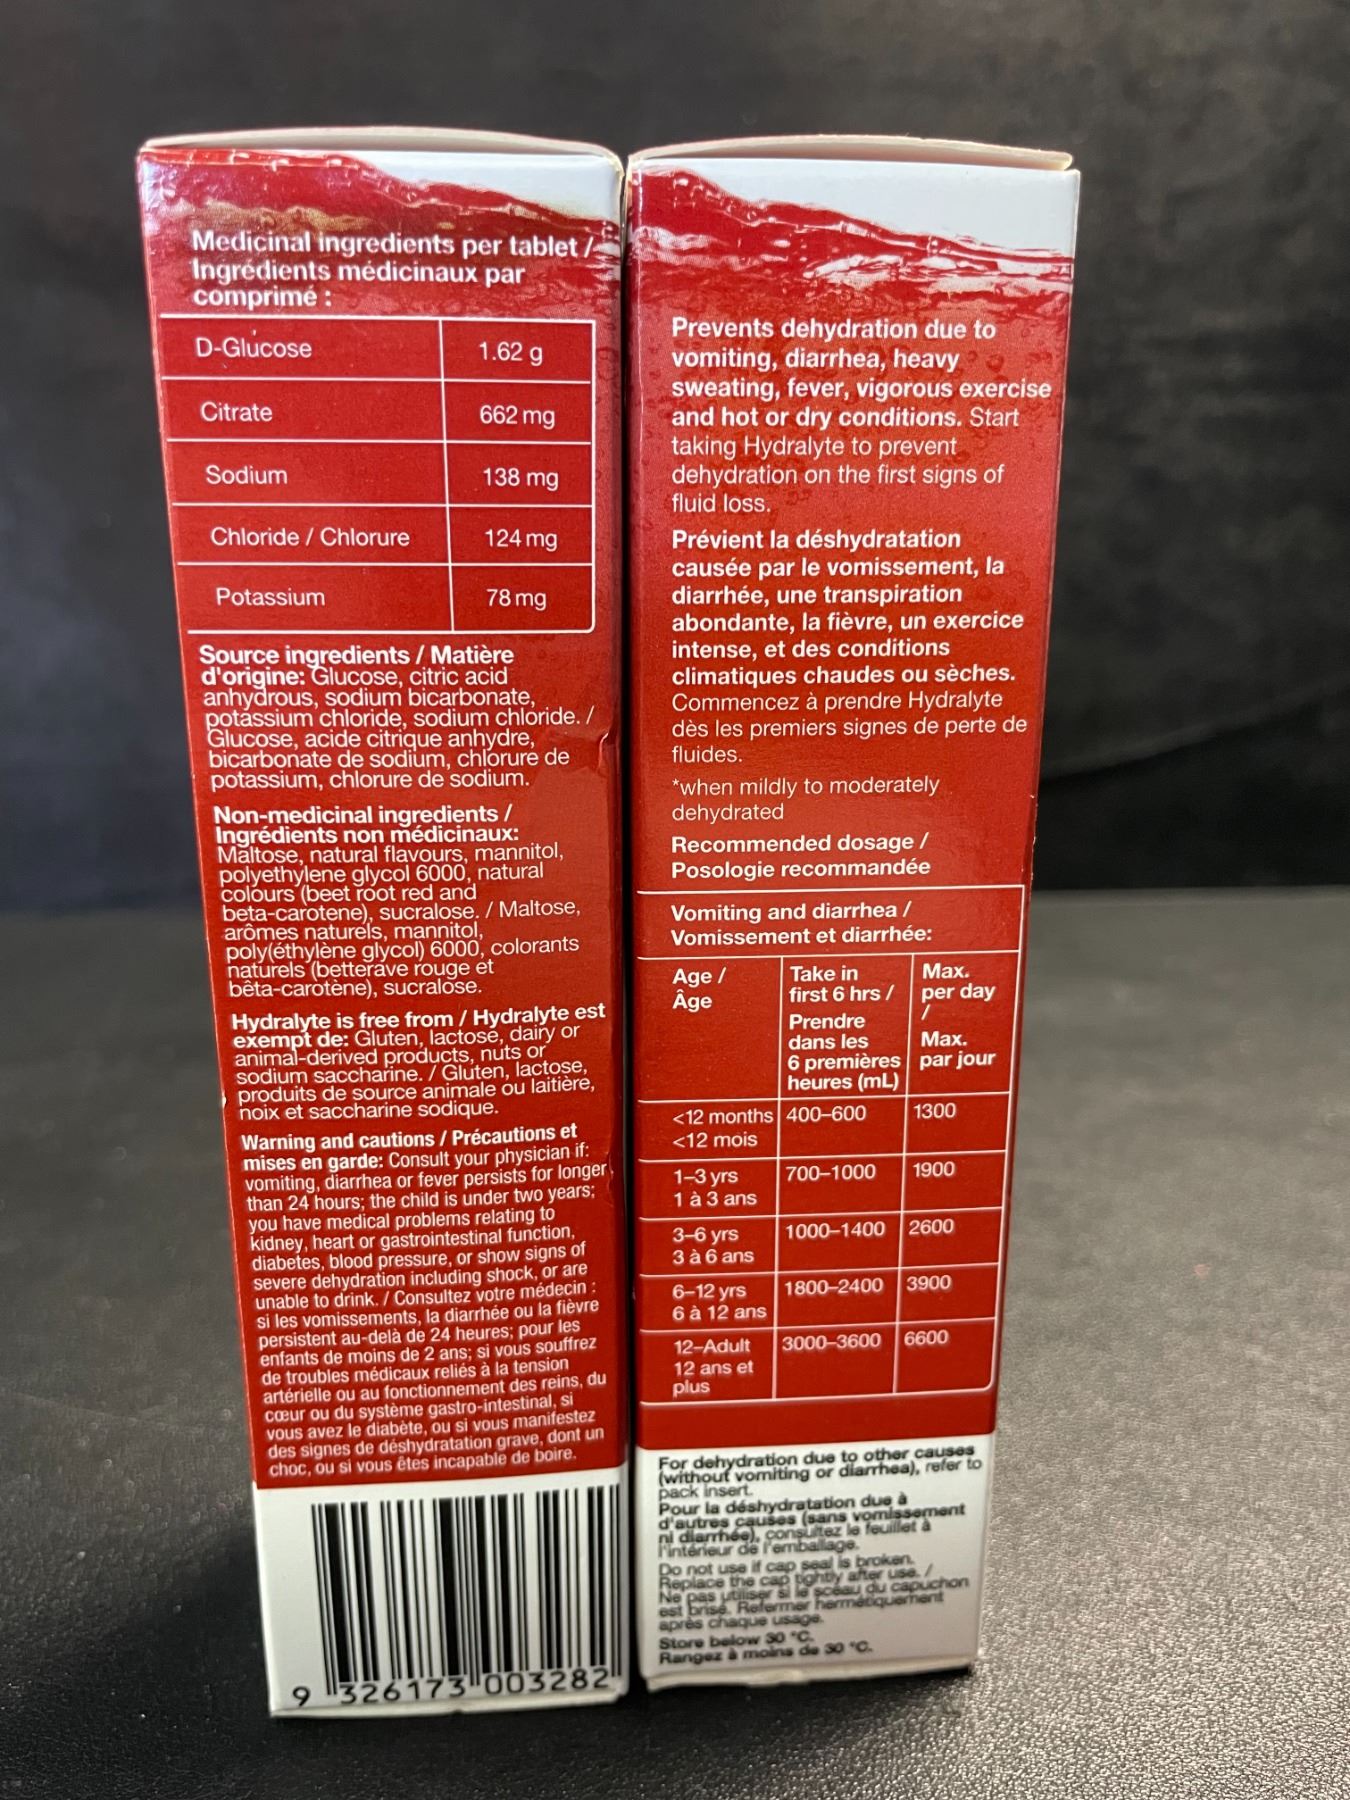 Medicinal ingredients per tablet /
Ingrédients médicinaux par
comprimé :
D-Glucose 1.62 g
Citrate 662 mg
Sodium 138 mg
Chloride / Chlorure 124 mg
Potassium 78 mg
Source ingredients / Matière
d'origine: Glucose, citric acid
anhydrous, sodium bicarbonate,
potassium chloride, sodium chloride. /
Glucose, acide citrique anhydre,
bicarbonate de sodium, chlorure de
potassium, chlorure de sodium.
Non-medicinal ingredients /
Ingrédients non médicinaux:
Maltose, natural flavours, mannitol,
polyethylene glycol 6000, natural
colours (beet root red and
beta-carotene), sucralose. / Maltose,
arômes naturels, mannitol,
poly(éthylène glycol) 6000, colorants
naturels (betterave rouge et
bêta-carotène), sucralose.
Hydralyte is free from / Hydralyte est
exempt de: Gluten, lactose, dairy or
animal-derived products, nuts or
sodium saccharine. / Gluten, lactose,
produits de source animale ou laitière,
noix et saccharine sodique.
Warning and cautions / Précautions et
mises en garde: Consult your physician if:
vomiting, diarrhea or fever persists for longer
than 24 hours; the child is under two years;
you have medical problems relating to
kidney, heart or gastrointestinal function,
diabetes, blood pressure, or show signs of
severe dehydration including shock, or are
unable to drink. / Consultez votre médecin :
si les vomissements, la diarrhée ou la fièvre
persistent au-delà de 24 heures; pour les
enfants de moins de 2 ans; si vous souffrez
de troubles médicaux reliés à la tension
artérielle ou au fonctionnement des reins, du
cœur ou du système gastro-intestinal, si
vous avez le diabète, ou si vous manifestez
des signes de déshydratation grave, dont un
choc, ou si vous êtes incapable de boire.
9 326173 003282
Prevents dehydration due to
vomiting, diarrhea, heavy
sweating, fever, vigorous exercise
and hot or dry conditions. Start
taking Hydralyte to prevent
dehydration on the first signs of
fluid loss.
Prévient la déshydratation
causée par le vomissement, la
diarrhée, une transpiration
abondante, la fièvre, un exercice
intense, et des conditions
climatiques chaudes ou sèches.
Commencez à prendre Hydralyte
dès les premiers signes de perte de
fluides.
*when mildly to moderately
dehydrated
Recommended dosage /
Posologie recommandée
Vomiting and diarrhea /
Vomissement et diarrhée:
Age / Take in Max.
Âge first 6 hrs / per day
/
Prendre
dans les Max.
6 premières par jour
heures (mL)
<12 months 400–600 1300
<12 mois
1–3 yrs 700–1000 1900
1 à 3 ans
3–6 yrs 1000–1400 2600
3 à 6 ans
6–12 yrs 1800–2400 3900
6 à 12 ans
12–Adult 3000–3600 6600
12 ans et
plus
For dehydration due to other causes
(without vomiting or diarrhea), refer to
pack insert.
Pour la déshydratation due à
d'autres causes (sans vomissement
ni diarrhée), consultez le feuillet à
l'intérieur de l'emballage.
Do not use if cap seal is broken.
Replace the cap tightly after use. /
Ne pas utiliser si le sceau du capuchon
est brisé. Refermer hermétiquement
après chaque usage.
Store below 30 °C.
Rangez à moins de 30 °C.